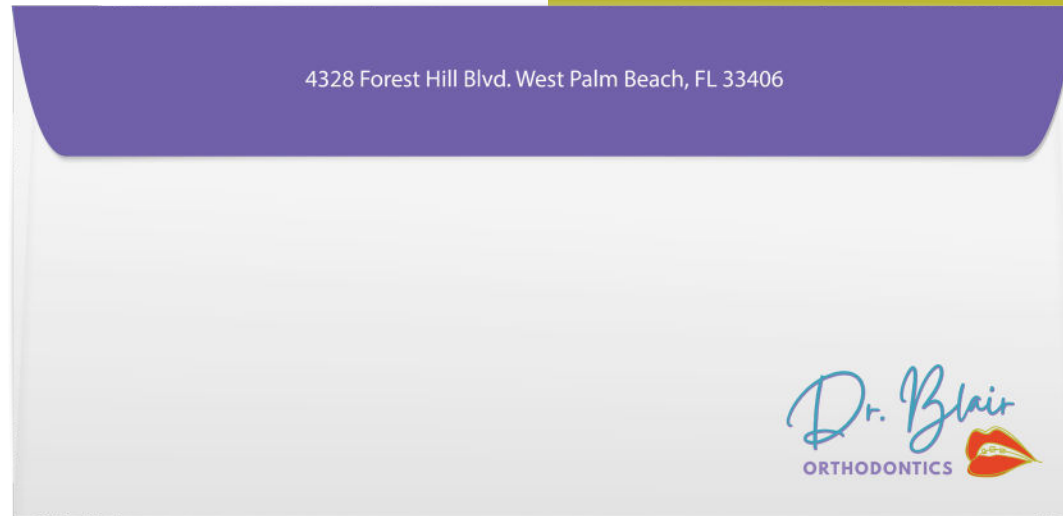 4328 Forest Hill Blvd. West Palm Beach, FL 33406
Dr. Blair
ORTHODONTICS